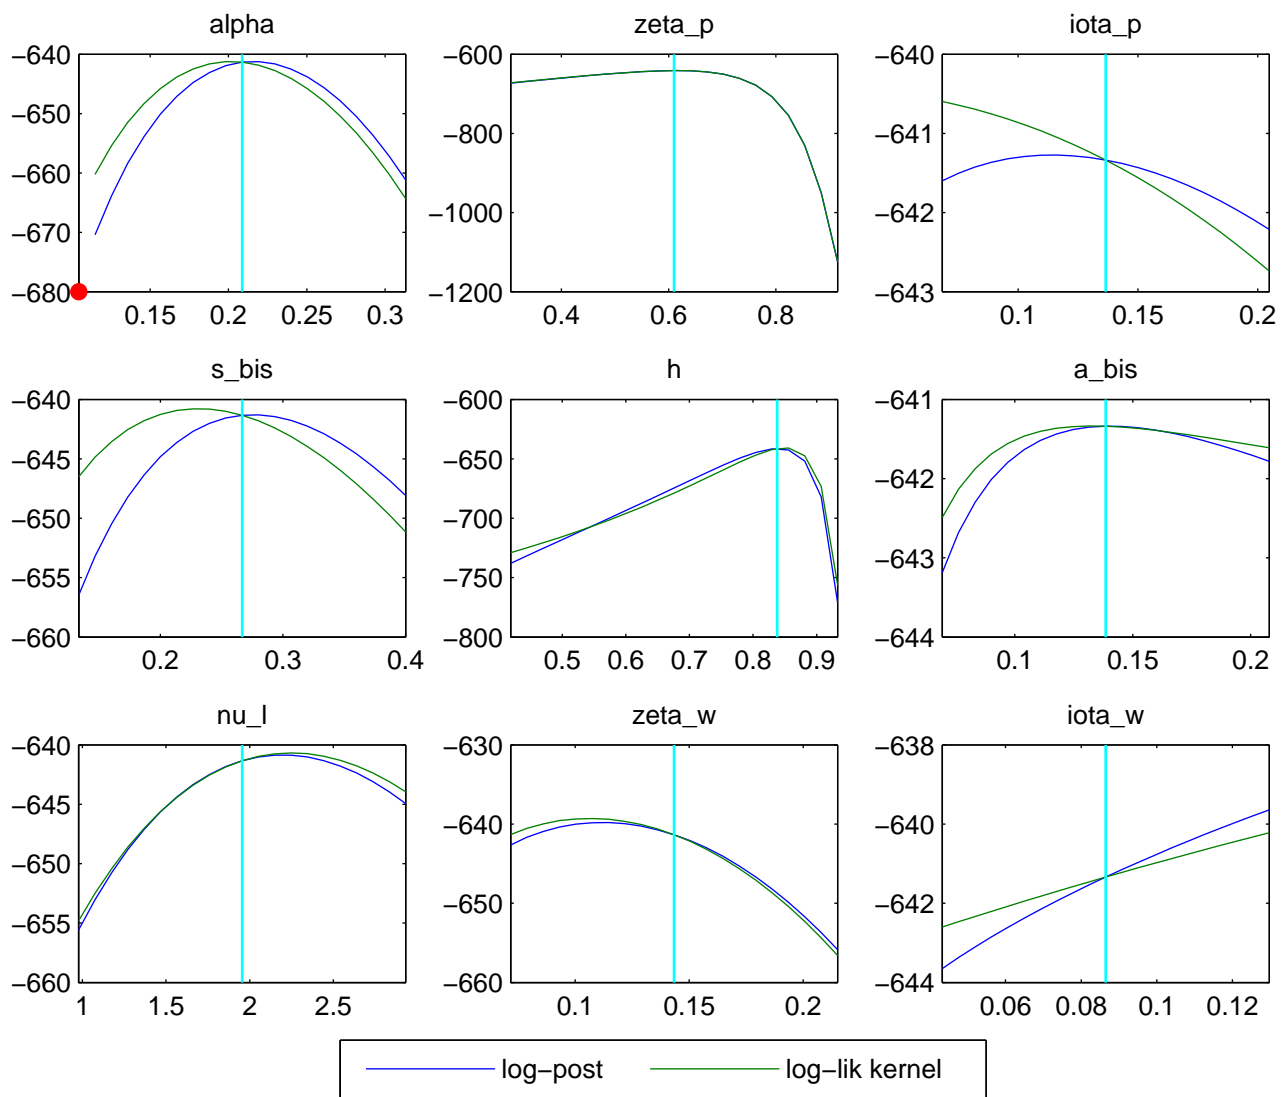 alpha
−640
−650
−660
−670
−680
0.15 0.2 0.25 0.3
zeta_p
−600
−800
−1000
−1200
0.4 0.6 0.8
iota_p
−640
−641
−642
−643
0.1 0.15 0.2
s_bis
−640
−645
−650
−655
−660
0.2 0.3 0.4
h
−600
−650
−700
−750
−800
0.5 0.6 0.7 0.8 0.9
a_bis
−641
−642
−643
−644
0.1 0.15 0.2
nu_l
−640
−645
−650
−655
−660
1 1.5 2 2.5
zeta_w
−630
−640
−650
−660
0.1 0.15 0.2
iota_w
−638
−640
−642
−644
0.06 0.08 0.1 0.12
log−post log−lik kernel